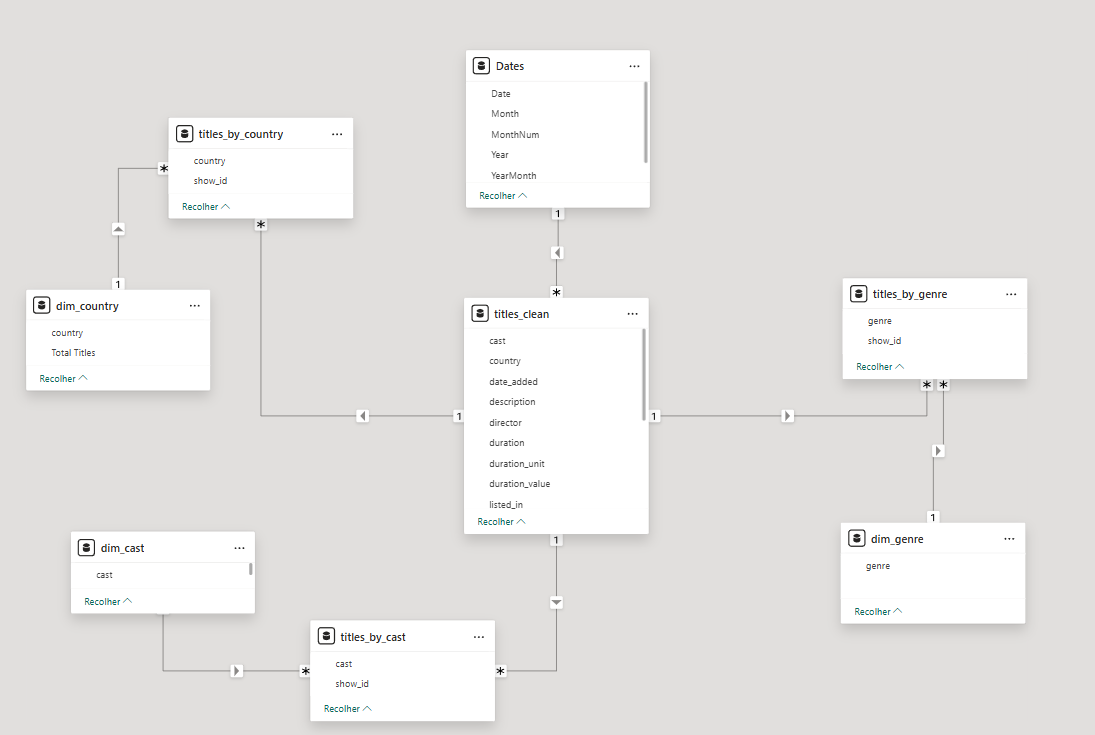 Dates
Date
Month
MonthNum
Year
YearMonth
Recolher
titles_by_country
country
show_id
Recolher
dim_country
country
Total Titles
Recolher
titles_clean
cast
country
date_added
description
director
duration
duration_unit
duration_value
listed_in
Recolher
titles_by_genre
genre
show_id
Recolher
dim_cast
cast
Recolher
dim_genre
genre
Recolher
titles_by_cast
cast
show_id
Recolher
*
1
*
1
*
1
1
*
*
1
1
*
*